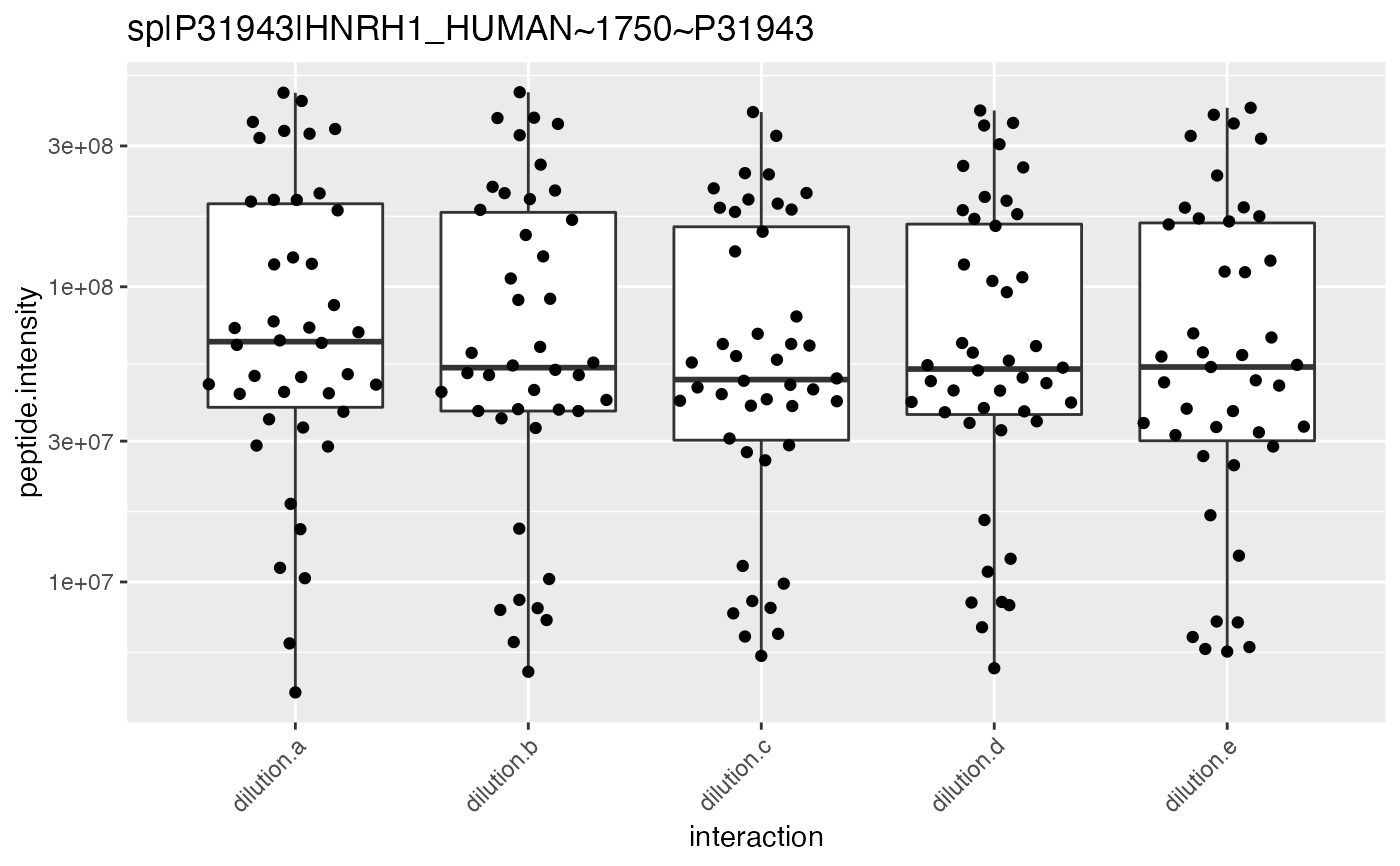 sp|P31943|HNRH1_HUMAN~1750~P31943
peptide.intensity
3e+08
1e+08
3e+07
1e+07
dilution.a
dilution.b
dilution.c
dilution.d
dilution.e
interaction